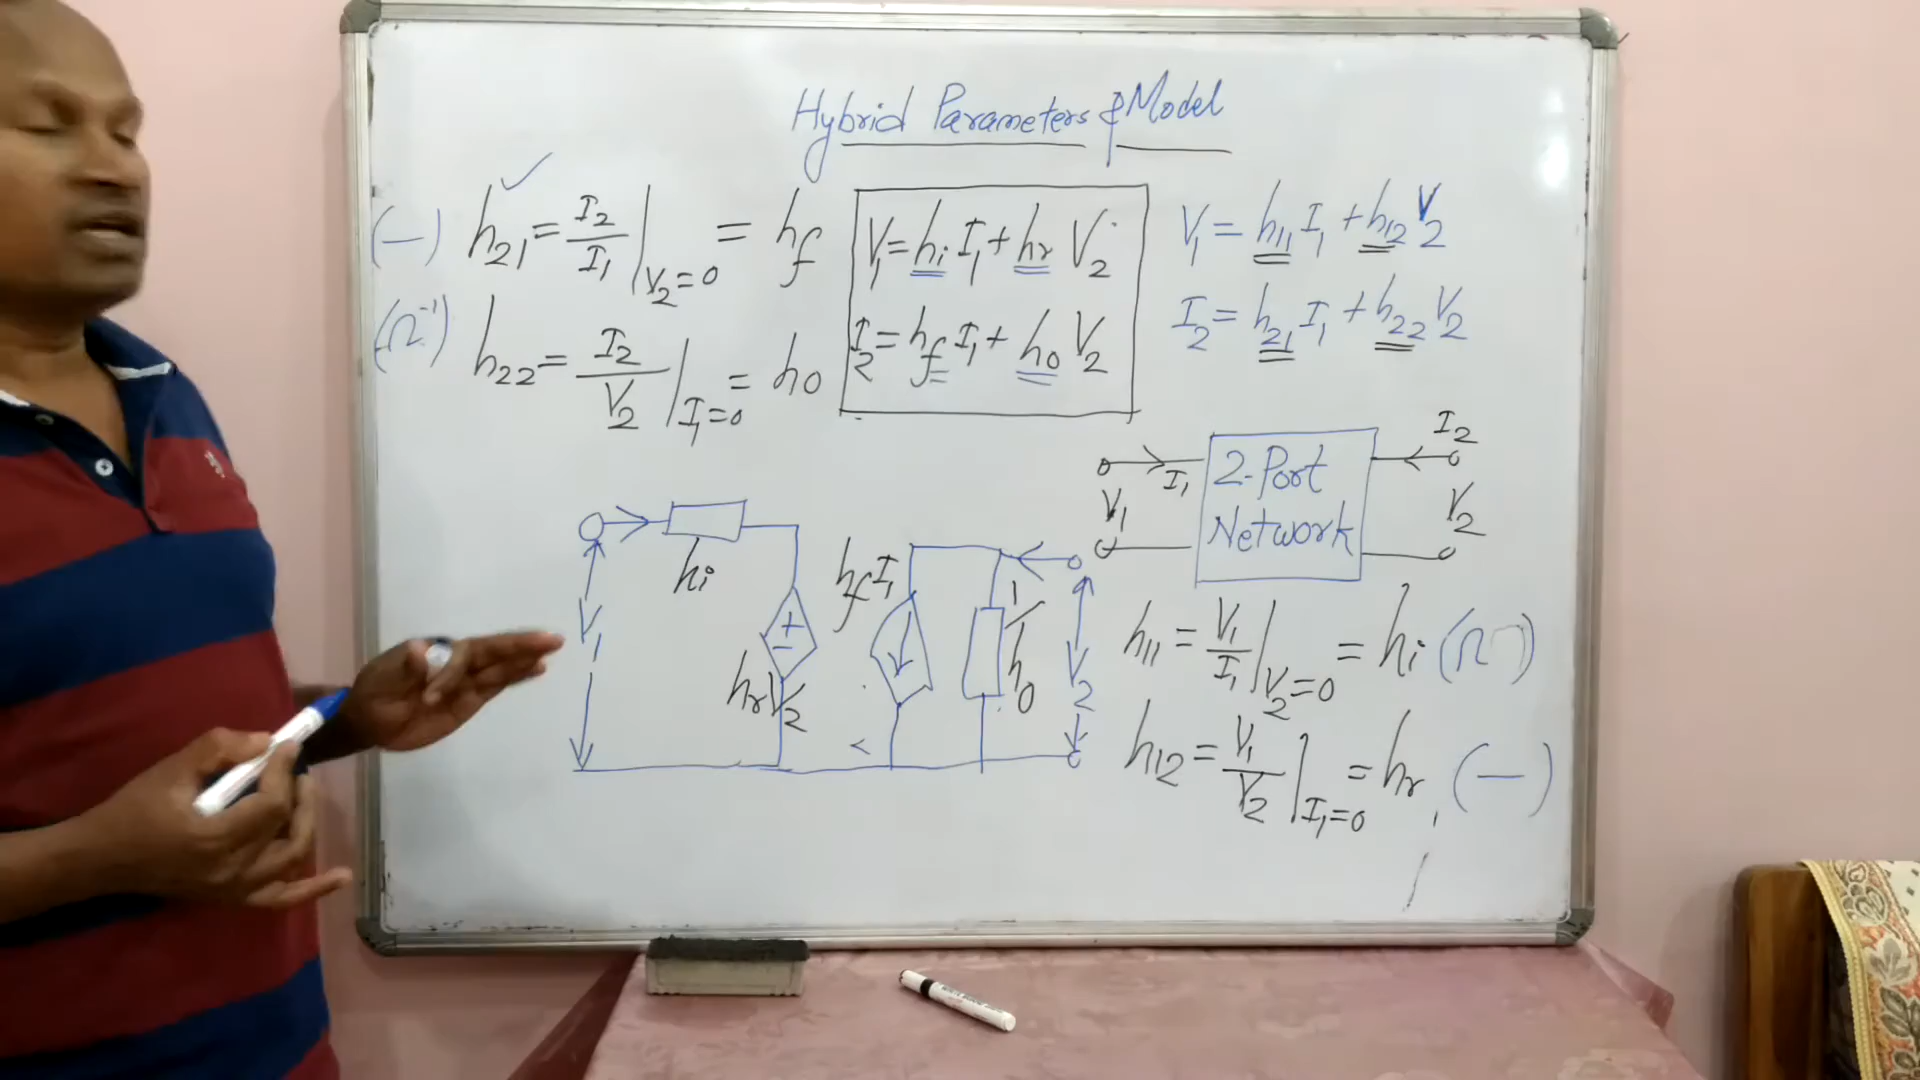 Hybrid Parameters & Model
(—) h₂₁ = I₂/I₁ |V₂=0 = hf
(Ω⁻¹) h₂₂ = I₂/V₂ |I₁=0 = ho
V₁ = hi I₁ + hr V₂
I₂ = hf I₁ + ho V₂
V₁ = h₁₁ I₁ + h₁₂ V₂
I₂ = h₂₁ I₁ + h₂₂ V₂
I₁
V₁
2-Port
Network
I₂
V₂
hi
V₁
hr V₂
+
−
hf I₁
1/ho
V₂
h₁₁ = V₁/I₁ |V₂=0 = hi (Ω)
h₁₂ = V₁/V₂ |I₁=0 = hr (—)